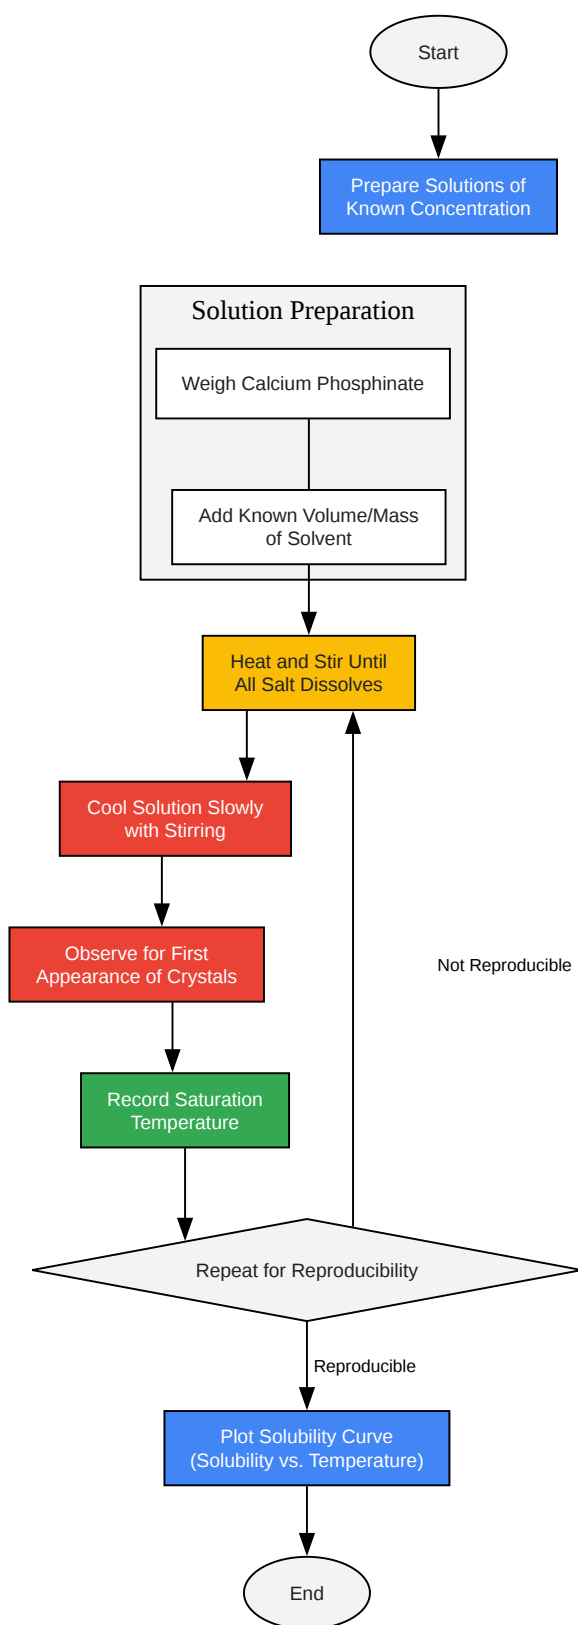 Start
Prepare Solutions of
Known Concentration
Solution Preparation
Weigh Calcium Phosphinate
Add Known Volume/Mass
of Solvent
Heat and Stir Until
All Salt Dissolves
Cool Solution Slowly
with Stirring
Observe for First
Appearance of Crystals
Not Reproducible
Record Saturation
Temperature
Repeat for Reproducibility
Reproducible
Plot Solubility Curve
(Solubility vs. Temperature)
End